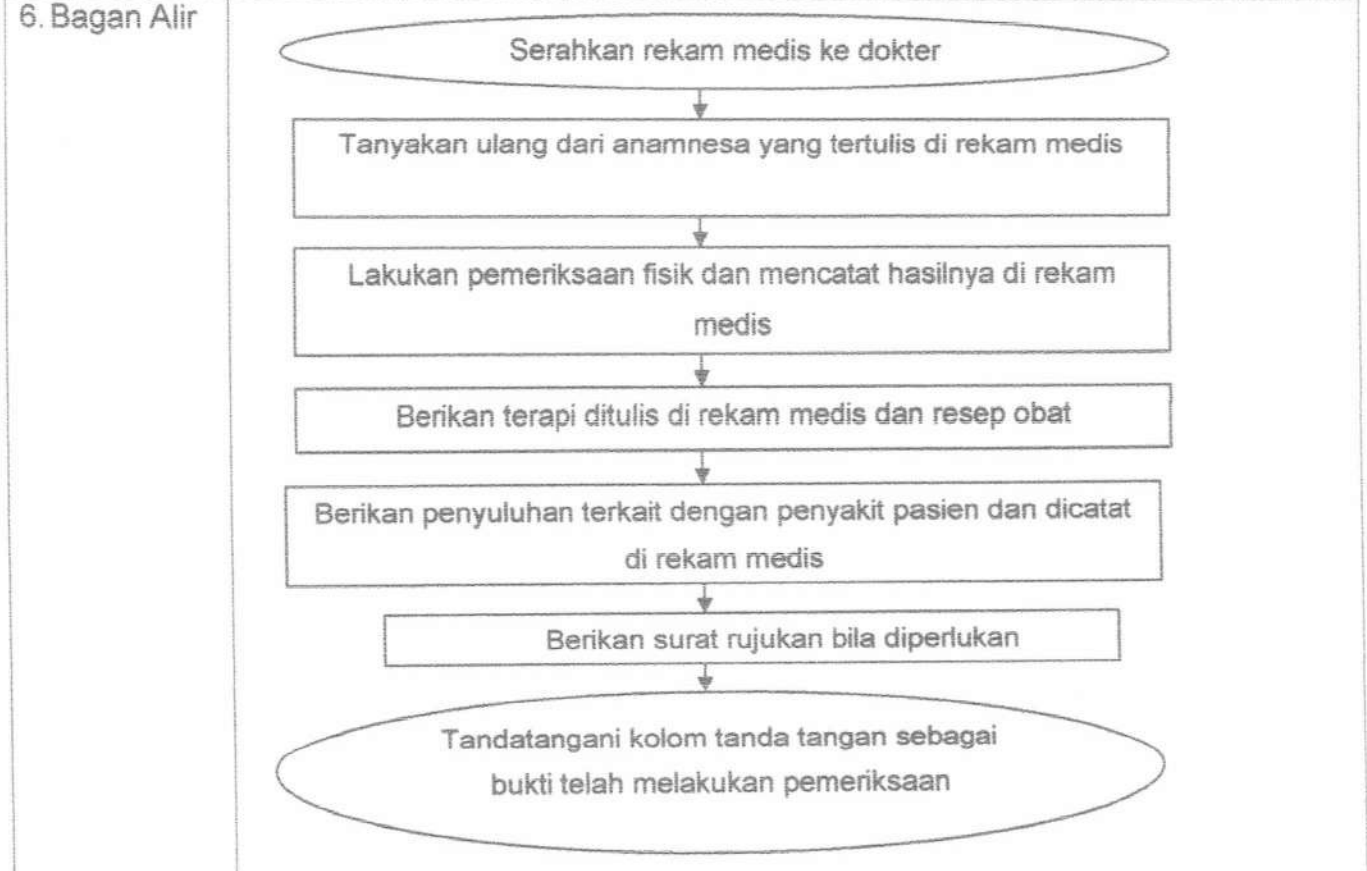 6. Bagan Alir
Serahkan rekam medis ke dokter
Tanyakan ulang dari anamnesa yang tertulis di rekam medis
Lakukan pemeriksaan fisik dan mencatat hasilnya di rekam
medis
Berikan terapi ditulis di rekam medis dan resep obat
Berikan penyuluhan terkait dengan penyakit pasien dan dicatat
di rekam medis
Berikan surat rujukan bila diperlukan
Tandatangani kolom tanda tangan sebagai
bukti telah melakukan pemeriksaan